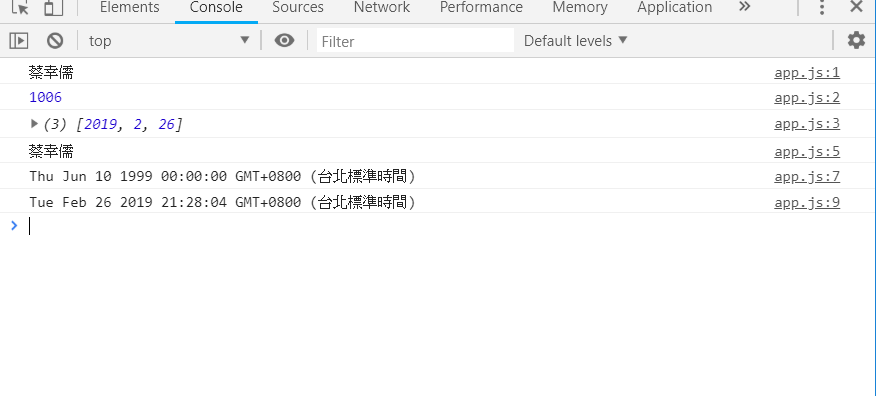 Elements Console Sources Network Performance Memory Application »
top Filter Default levels
蔡幸儒 app.js:1
1006 app.js:2
(3) [2019, 2, 26] app.js:3
蔡幸儒 app.js:5
Thu Jun 10 1999 00:00:00 GMT+0800 (台北標準時間) app.js:7
Tue Feb 26 2019 21:28:04 GMT+0800 (台北標準時間) app.js:9